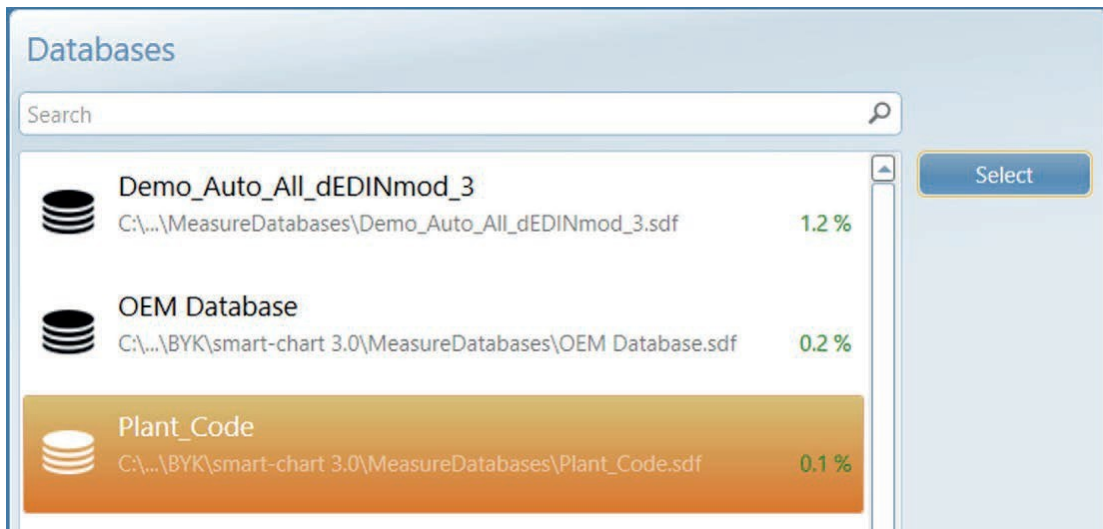 Databases
Search
Select
Demo_Auto_All_dEDINmod_3
C:\...\MeasureDatabases\Demo_Auto_All_dEDINmod_3.sdf 1.2 %
OEM Database
C:\...\BYK\smart-chart 3.0\MeasureDatabases\OEM Database.sdf 0.2 %
Plant_Code
C:\...\BYK\smart-chart 3.0\MeasureDatabases\Plant_Code.sdf 0.1 %